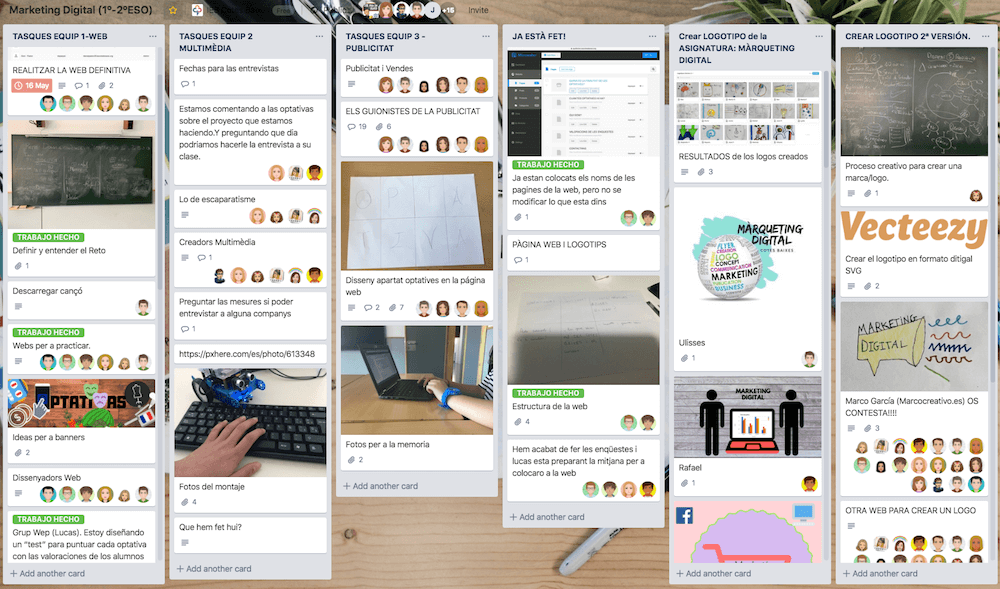 Marketing Digital (1º-2ºESO)
+15
Invite
TASQUES EQUIP 1-WEB
REALITZAR LA WEB DEFINITIVA
16 May
1
2
TRABAJO HECHO
Definir y entender el Reto
1
Descarregar cançó
TRABAJO HECHO
Webs per a practicar.
OPTATIVAS
Ideas per a banners
2
Dissenyadors Web
TRABAJO HECHO
Grup Wep (Lucas). Estoy diseñando
un “test” para puntuar cada optativa
con las valoraciones de los alumnos
+ Add another card
TASQUES EQUIP 2
MULTIMÈDIA
Fechas para las entrevistas
1
Estamos comentando a las optativas
sobre el proyecto que estamos
haciendo.Y preguntando que dia
podríamos hacerle la entrevista a su
clase.
Lo de escaparatisme
Creadors Multimèdia
1
Preguntar las mesures si poder
entrevistar a alguna companys
1
https://pxhere.com/es/photo/613348
Fotos del montaje
4
Que hem fet hui?
+ Add another card
TASQUES EQUIP 3 -
PUBLICITAT
Publicitat i Vendes
ELS GUIONISTES DE LA PUBLICITAT
19
6
Disseny apartat optatives en la página
web
2
7
Fotos per a la memoria
2
+ Add another card
JA ESTÀ FET!
TRABAJO HECHO
Ja estan colocats els noms de les
pagines de la web, pero no se
modificar lo que esta dins
1
PÀGINA WEB I LOGOTIPS
1
TRABAJO HECHO
Estructura de la web
4
Hem acabat de fer les enqüestes i
lucas esta preparant la mitjana per a
colocaro a la web
+ Add another card
Crear LOGOTIPO de la
ASIGNATURA: MÀRQUETING
DIGITAL
RESULTADOS de los logos creados
3
MÀRQUETING
DIGITAL
COTES BAIXES
FLYER
CREATION
LOGO
CONCEPT
COMMUNICATION
MARKETING
PUBLICITY
BUSINESS
Ulisses
1
MARKETING
DIGITAL
Rafael
1
+ Add another card
CREAR LOGOTIPO 2ª VERSIÓN.
Proceso creativo para crear una
marca/logo.
1
Vecteezy
Crear el logotipo en formato ditigal
SVG
2
MARKETING
DIGITAL
Marco García (Marcocreativo.es) OS
CONTESTA!!!!
3
OTRA WEB PARA CREAR UN LOGO
+ Add another card